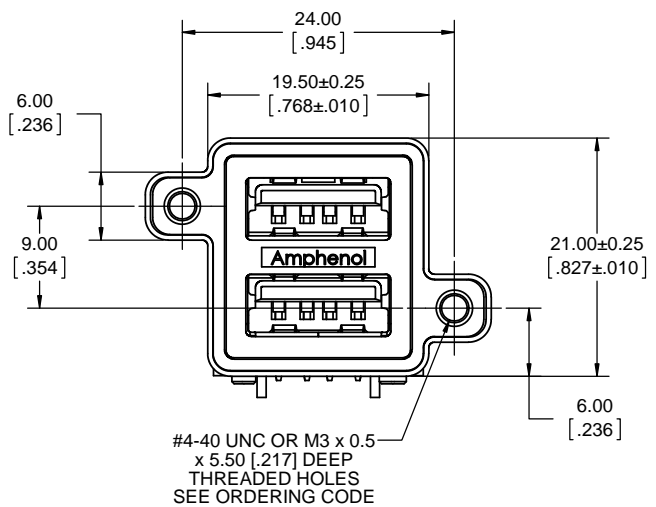 24.00
[.945]
19.50±0.25
[.768±.010]
6.00
[.236]
9.00
[.354]
21.00±0.25
[.827±.010]
Amphenol
6.00
[.236]
#4-40 UNC OR M3 x 0.5
x 5.50 [.217] DEEP
THREADED HOLES
SEE ORDERING CODE